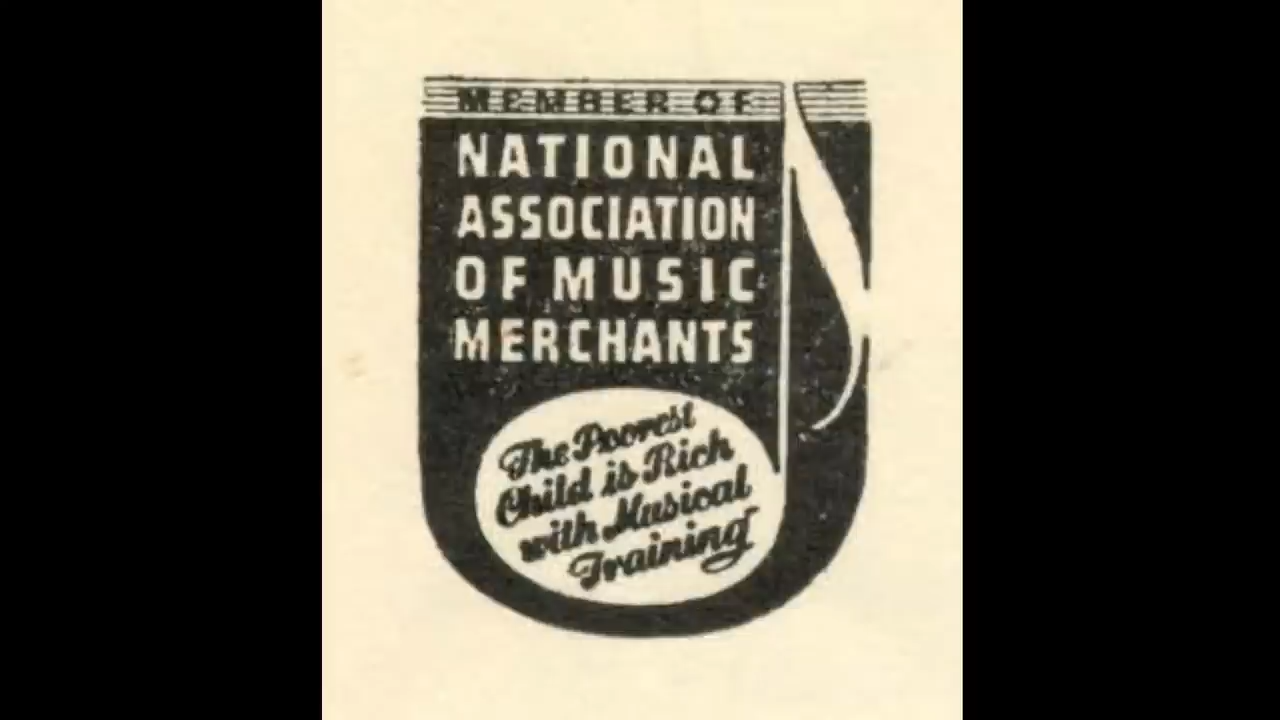 MEMBER OF
NATIONAL
ASSOCIATION
OF MUSIC
MERCHANTS
The Poorest
Child is Rich
with Musical
Training